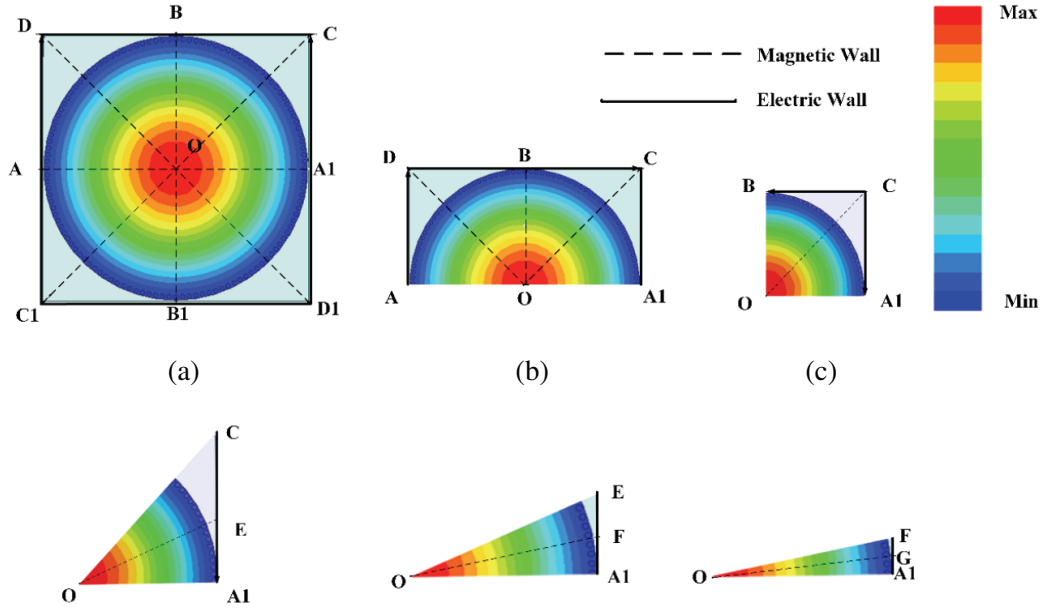 D B C
O
A A1
C1 B1 D1
(a)
Magnetic Wall
Electric Wall
D B C
A O A1
(b)
B C
O A1
(c)
Max
Min
C
E
O A1
E
F
O A1
F
G
O A1